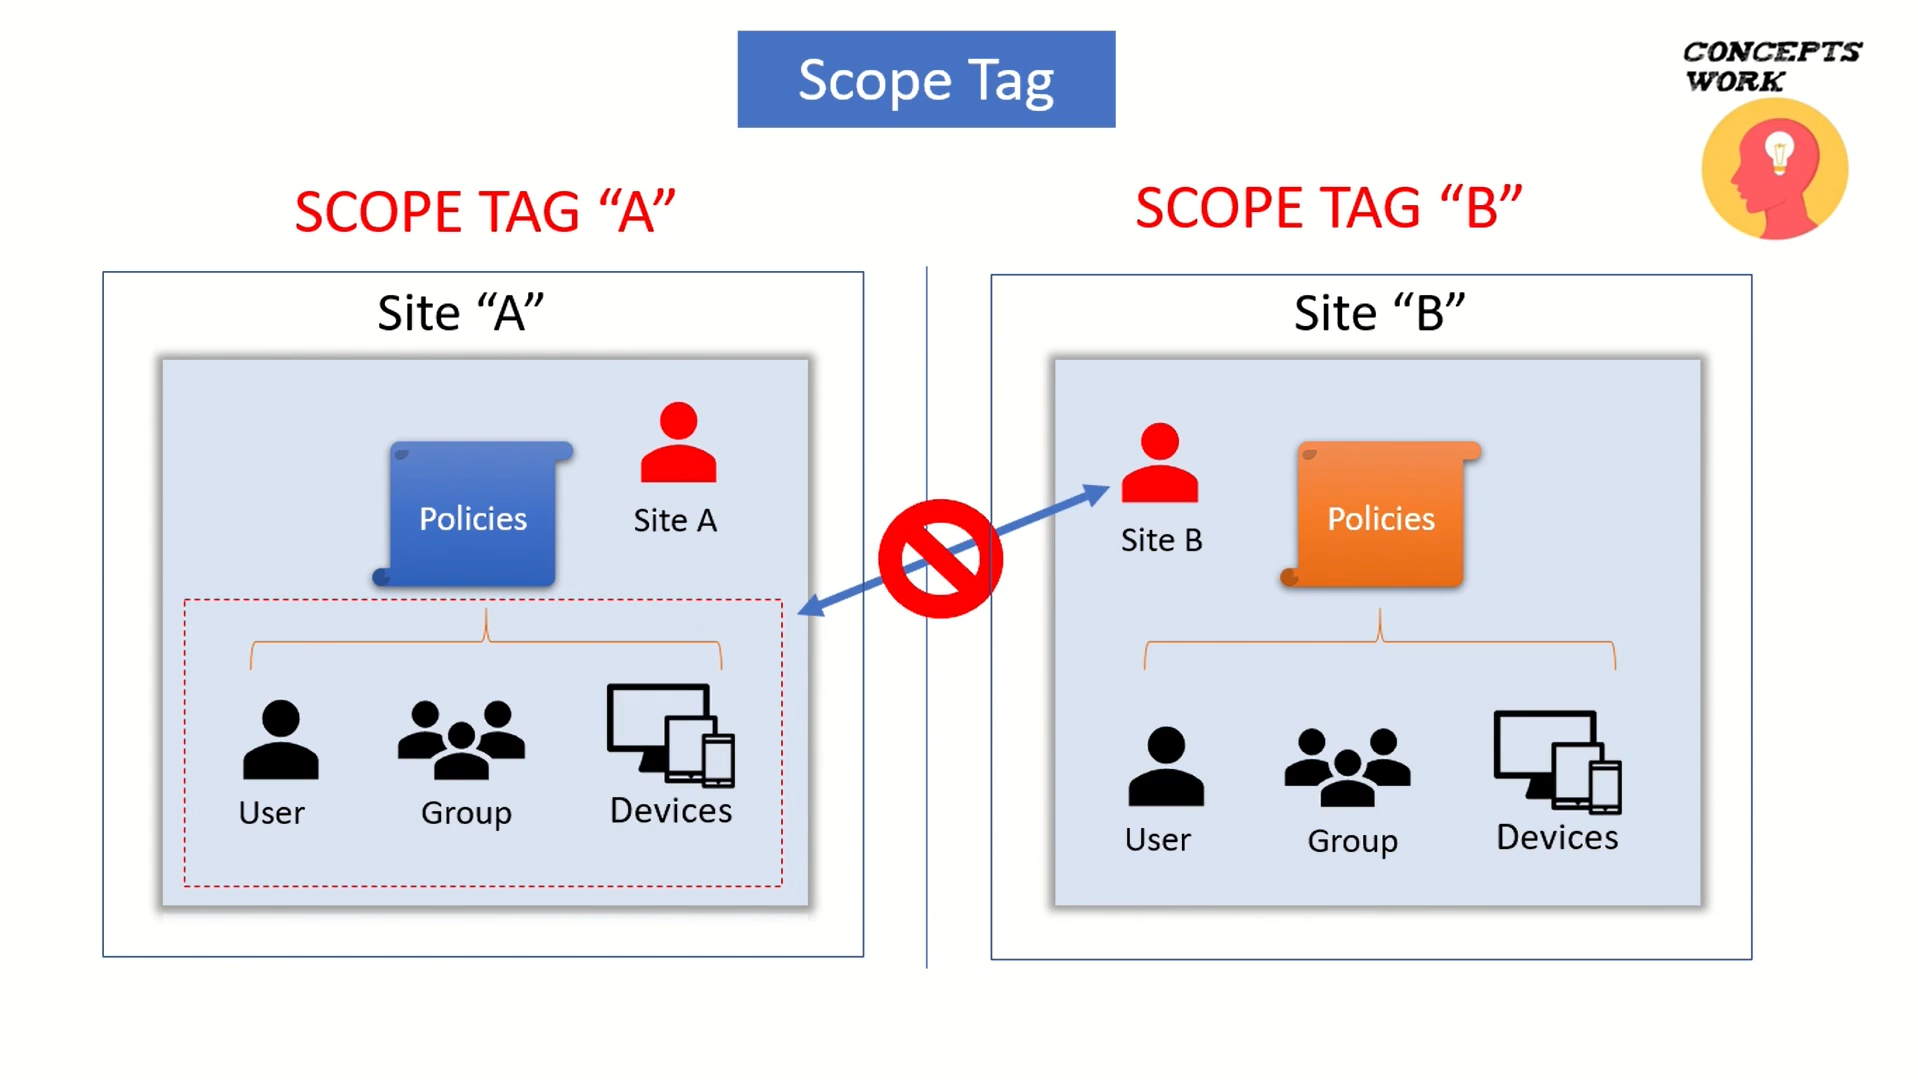 Scope Tag
CONCEPTS
WORK
SCOPE TAG “A”
SCOPE TAG “B”
Site “A”
Policies
Site A
User
Group
Devices
Site “B”
Site B
Policies
User
Group
Devices